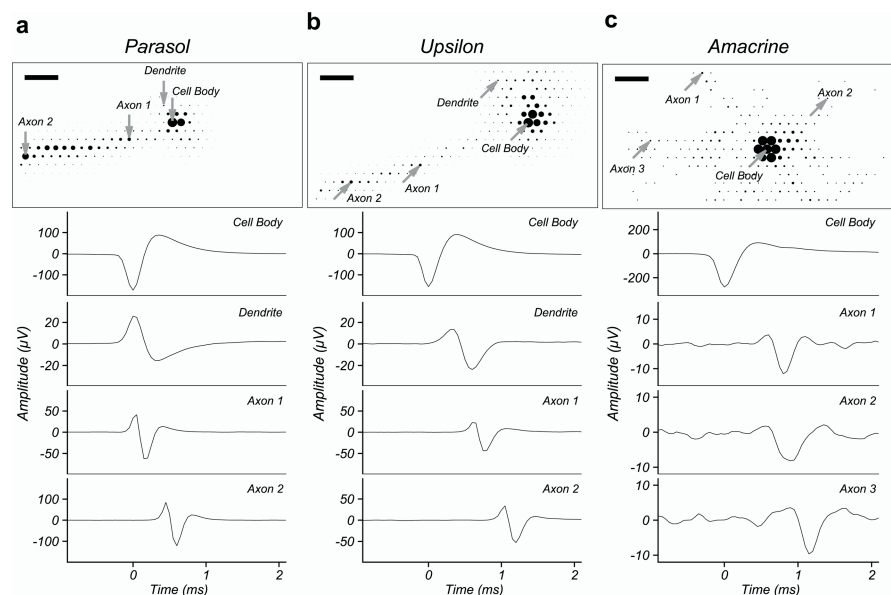 a
Parasol
Dendrite
Cell Body
Axon 1
Axon 2
Cell Body
100
0
-100
Dendrite
20
0
-20
Axon 1
50
0
-50
Axon 2
100
0
-100
Amplitude (μV)
0 1 2
Time (ms)
b
Upsilon
Dendrite
Cell Body
Axon 1
Axon 2
Cell Body
100
0
-100
Dendrite
20
0
-20
Axon 1
50
0
-50
Axon 2
50
0
-50
Amplitude (μV)
0 1 2
Time (ms)
c
Amacrine
Axon 1
Axon 2
Axon 3
Cell Body
Cell Body
200
0
-200
Axon 1
10
0
-10
Axon 2
10
0
-10
Axon 3
10
0
-10
Amplitude (μV)
0 1 2
Time (ms)